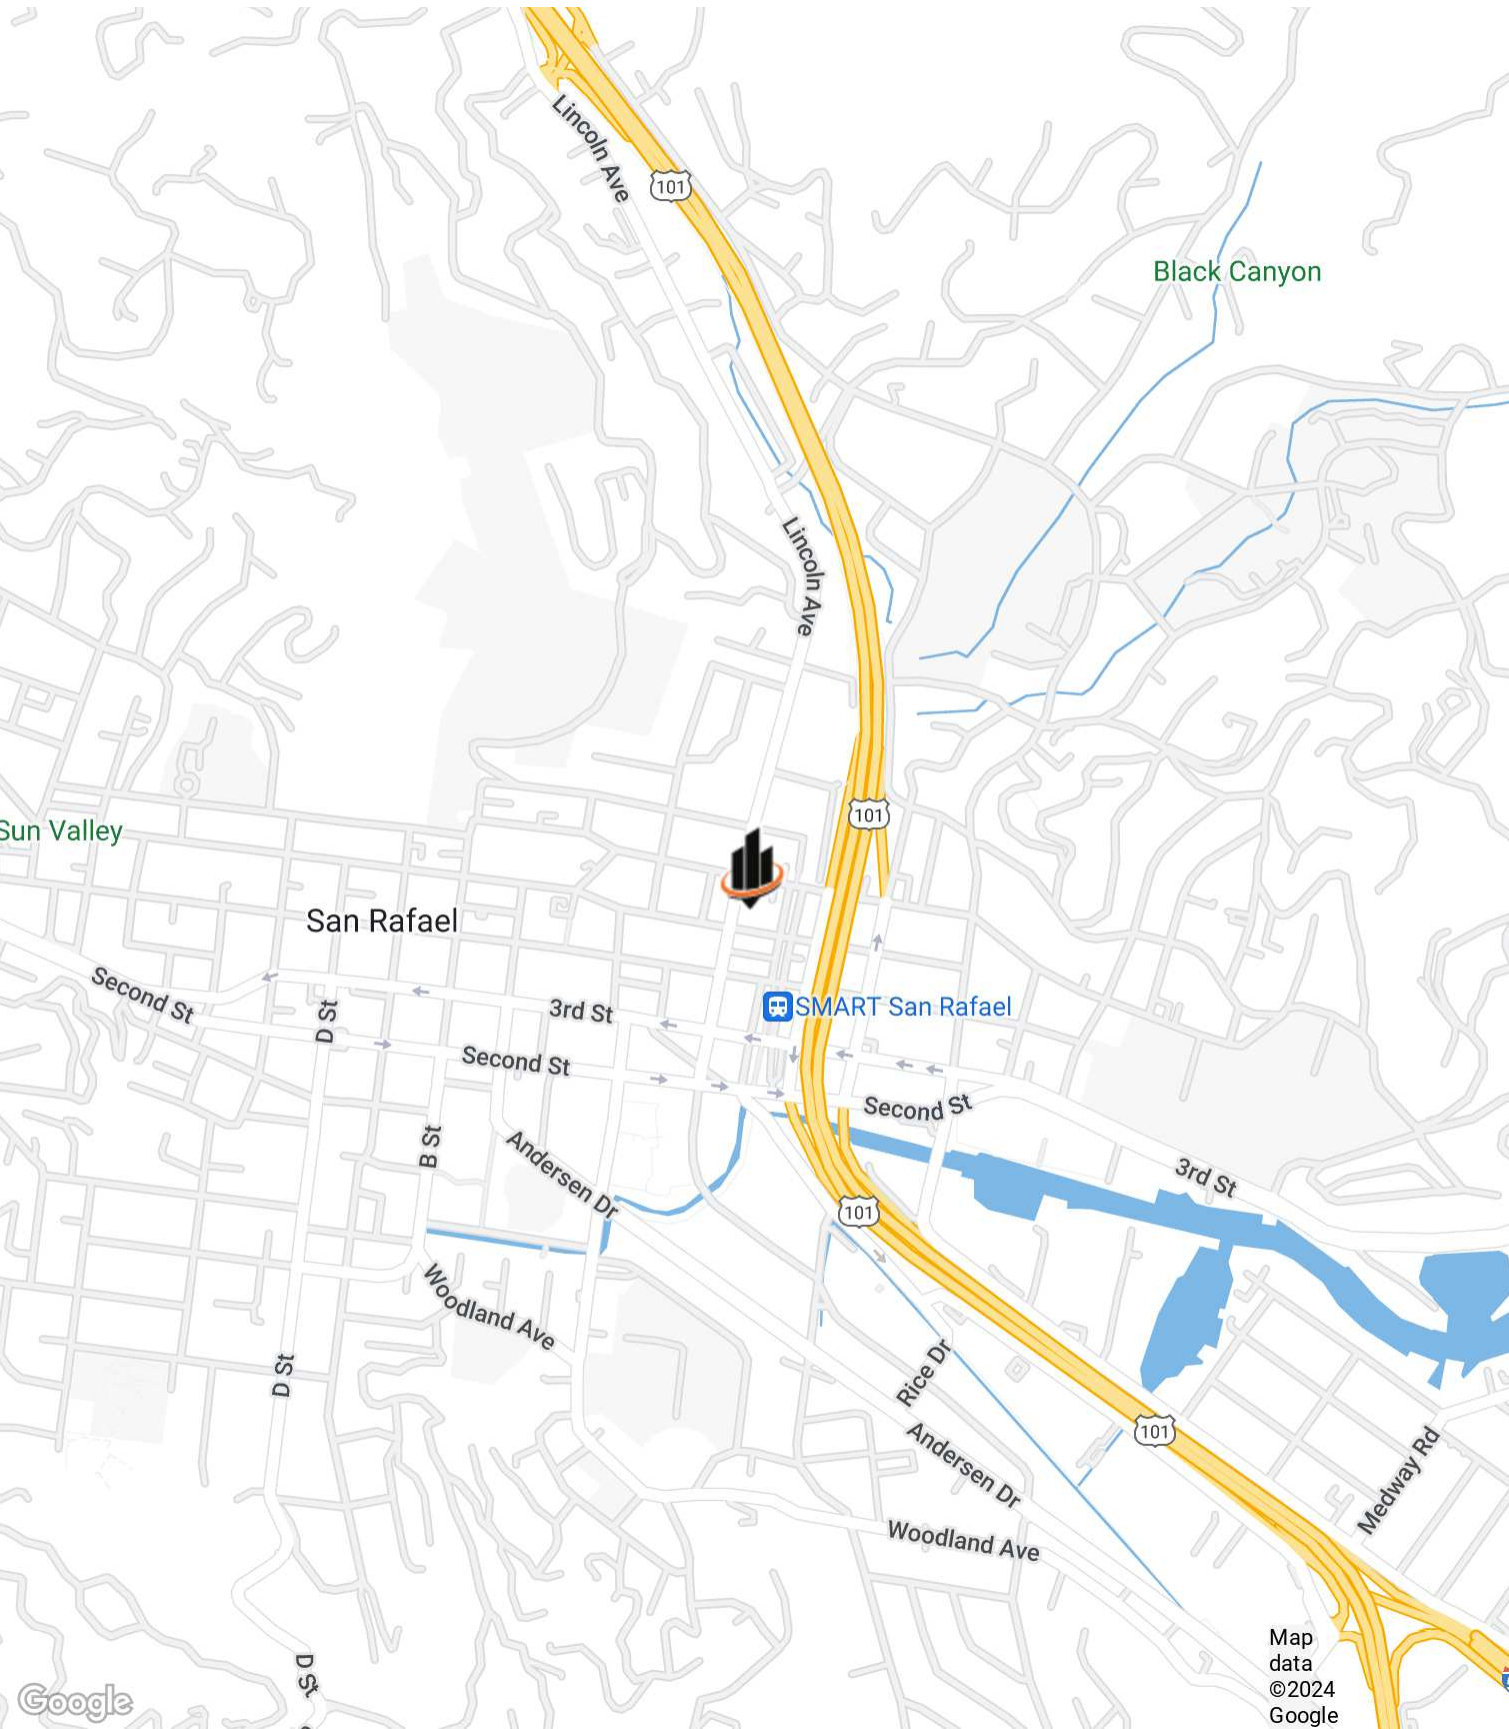 Lincoln Ave
101
Black Canyon
Lincoln Ave
101
Sun Valley
San Rafael
Second St
D St
3rd St
SMART San Rafael
Second St
Second St
B St
Andersen Dr
3rd St
101
Woodland Ave
D St
Rice Dr
Andersen Dr
101
Medway Rd
Woodland Ave
D St
Google
Map
data
©2024
Google